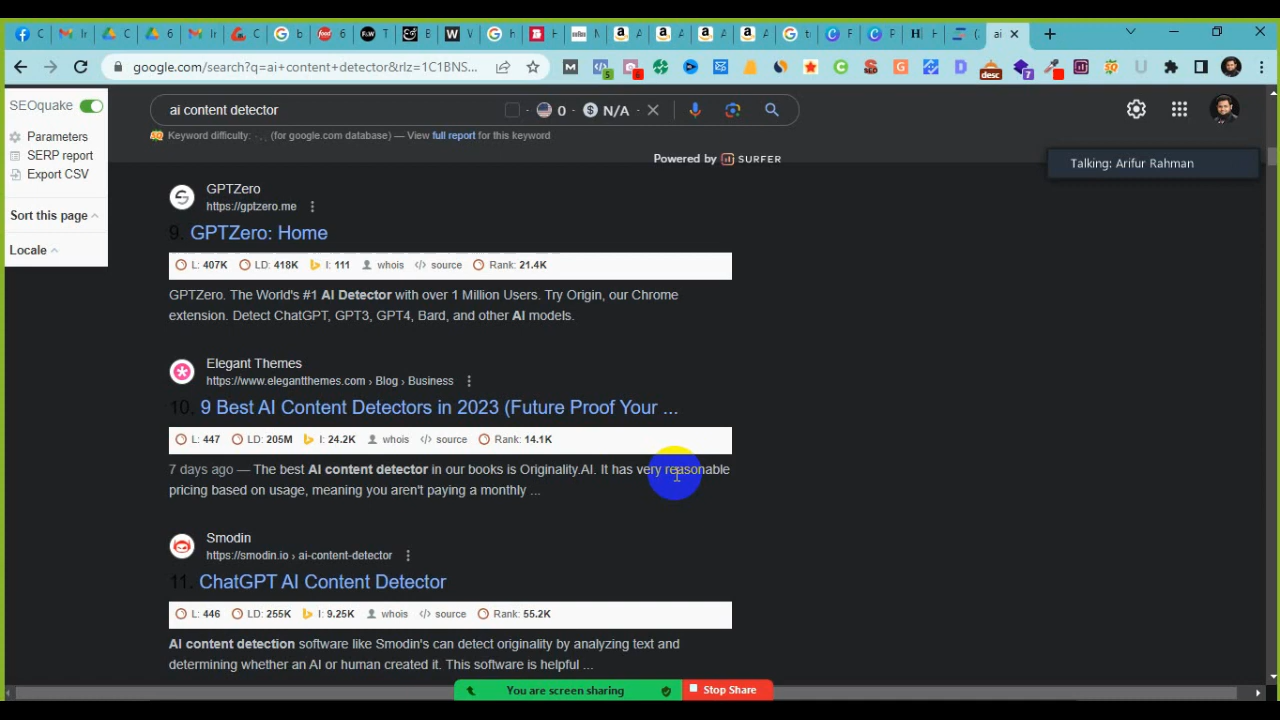 C
Ir
C
6
Ir
C
b
6
T
E
W
V
h
H
N
A
A
A
A
t
F
P
H
H
(
ai
google.com/search?q=ai+content+detector&rlz=1C1BNS...
5
6
desc
7
SEOquake
Parameters
SERP report
Export CSV
Sort this page
Locale
ai content detector
0
N/A
Keyword difficulty: -.. (for google.com database) — View full report for this keyword
Powered by SURFER
Talking: Arifur Rahman
GPTZero
https://gptzero.me
9. GPTZero: Home
L: 407K LD: 418K I: 111 whois source Rank: 21.4K
GPTZero. The World's #1 AI Detector with over 1 Million Users. Try Origin, our Chrome
extension. Detect ChatGPT, GPT3, GPT4, Bard, and other AI models.
Elegant Themes
https://www.elegantthemes.com › Blog › Business
10. 9 Best AI Content Detectors in 2023 (Future Proof Your ...
L: 447 LD: 205M I: 24.2K whois source Rank: 14.1K
7 days ago — The best AI content detector in our books is Originality.AI. It has very reasonable
pricing based on usage, meaning you aren't paying a monthly ...
Smodin
https://smodin.io › ai-content-detector
11. ChatGPT AI Content Detector
L: 446 LD: 255K I: 9.25K whois source Rank: 55.2K
AI content detection software like Smodin's can detect originality by analyzing text and
determining whether an AI or human created it. This software is helpful ...
You are screen sharing
Stop Share